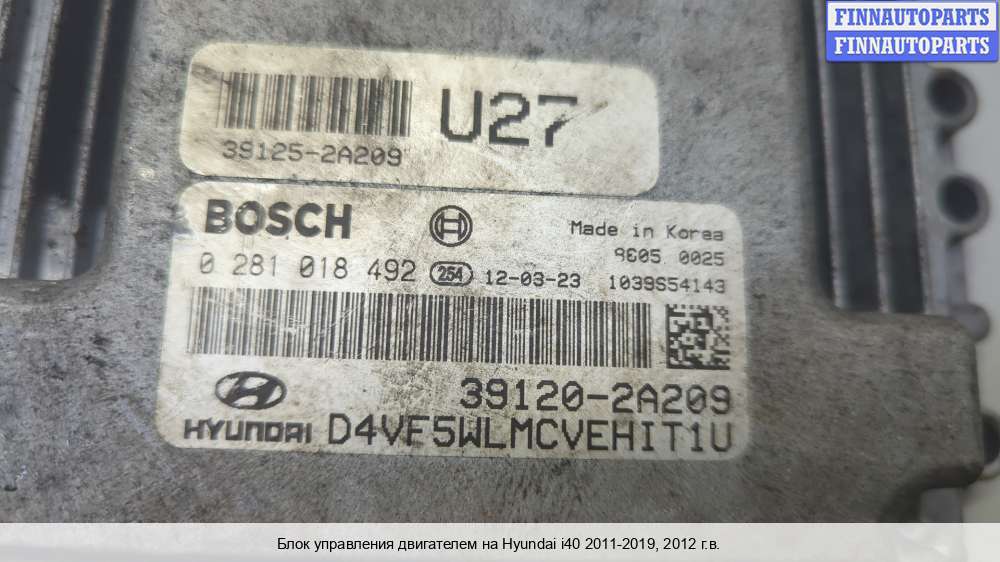 FINNAUTOPARTS
FINNAUTOPARTS
U27
39125-2A209
BOSCH
Made in Korea
9605 0025
0 281 018 492 254 12-03-23 1039S54143
39120-2A209
HYUNDAI D4VF5WLMCVEHIT1U
Блок управления двигателем на Hyundai i40 2011-2019, 2012 г.в.